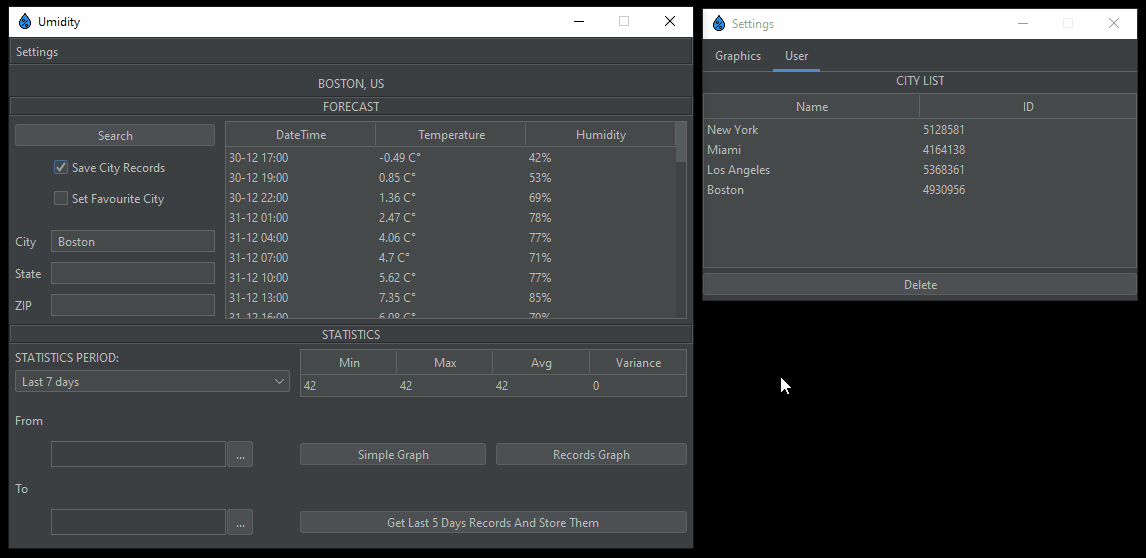 Umidity
Settings
BOSTON, US
FORECAST
Search
Save City Records
Set Favourite City
City Boston
State
ZIP
DateTime Temperature Humidity
30-12 17:00 -0.49 C° 42%
30-12 19:00 0.85 C° 53%
30-12 22:00 1.36 C° 69%
31-12 01:00 2.47 C° 78%
31-12 04:00 4.06 C° 77%
31-12 07:00 4.7 C° 71%
31-12 10:00 5.62 C° 77%
31-12 13:00 7.35 C° 85%
31-12 16:00 6.08 C° 70%
STATISTICS
STATISTICS PERIOD:
Last 7 days
Min Max Avg Variance
42 42 42 0
From
...
Simple Graph Records Graph
To
...
Get Last 5 Days Records And Store Them
Settings
Graphics User
CITY LIST
Name ID
New York 5128581
Miami 4164138
Los Angeles 5368361
Boston 4930956
Delete